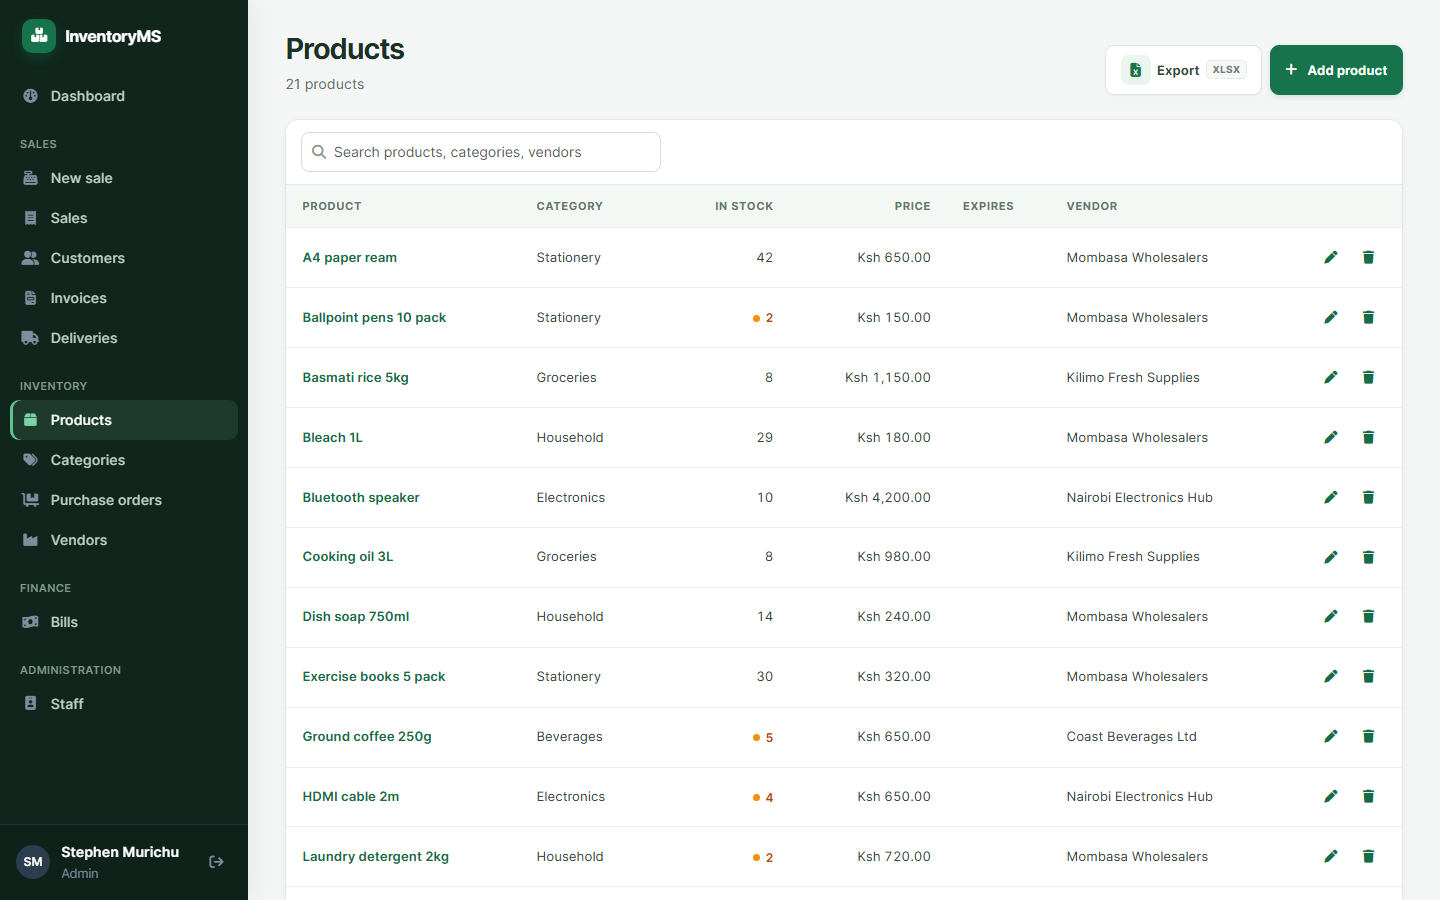 InventoryMS
Dashboard
SALES
New sale
Sales
Customers
Invoices
Deliveries
INVENTORY
Products
Categories
Purchase orders
Vendors
FINANCE
Bills
ADMINISTRATION
Staff
SM
Stephen Murichu
Admin
Products
21 products
Export XLSX
+ Add product
Search products, categories, vendors
PRODUCT CATEGORY IN STOCK PRICE EXPIRES VENDOR
A4 paper ream Stationery 42 Ksh 650.00 Mombasa Wholesalers
Ballpoint pens 10 pack Stationery 2 Ksh 150.00 Mombasa Wholesalers
Basmati rice 5kg Groceries 8 Ksh 1,150.00 Kilimo Fresh Supplies
Bleach 1L Household 29 Ksh 180.00 Mombasa Wholesalers
Bluetooth speaker Electronics 10 Ksh 4,200.00 Nairobi Electronics Hub
Cooking oil 3L Groceries 8 Ksh 980.00 Kilimo Fresh Supplies
Dish soap 750ml Household 14 Ksh 240.00 Mombasa Wholesalers
Exercise books 5 pack Stationery 30 Ksh 320.00 Mombasa Wholesalers
Ground coffee 250g Beverages 5 Ksh 650.00 Coast Beverages Ltd
HDMI cable 2m Electronics 4 Ksh 650.00 Nairobi Electronics Hub
Laundry detergent 2kg Household 2 Ksh 720.00 Mombasa Wholesalers